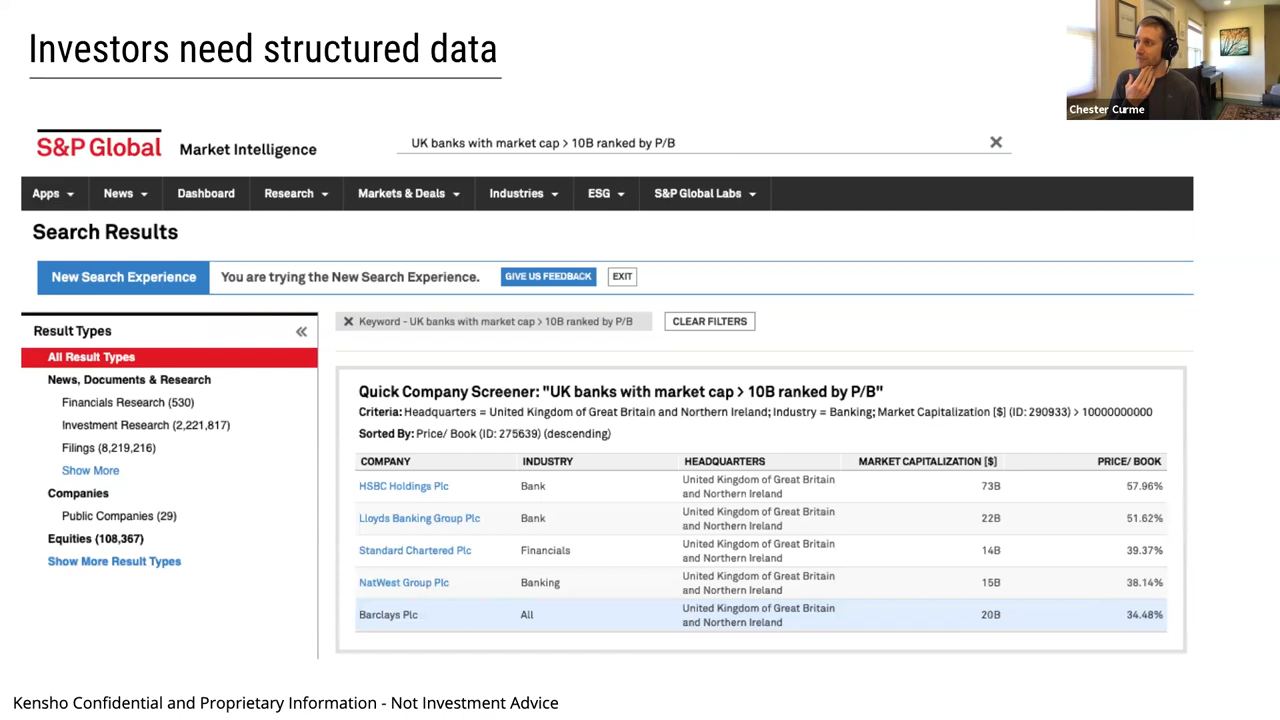 Investors need structured data
Chester Curme
S&P Global Market Intelligence
UK banks with market cap > 10B ranked by P/B
Apps News Dashboard Research Markets & Deals Industries ESG S&P Global Labs
Search Results
New Search Experience You are trying the New Search Experience. GIVE US FEEDBACK EXIT
Result Types
All Result Types
News, Documents & Research
Financials Research (530)
Investment Research (2,221,817)
Filings (8,219,216)
Show More
Companies
Public Companies (29)
Equities (108,367)
Show More Result Types
Keyword - UK banks with market cap > 10B ranked by P/B CLEAR FILTERS
Quick Company Screener: "UK banks with market cap > 10B ranked by P/B"
Criteria: Headquarters = United Kingdom of Great Britain and Northern Ireland; Industry = Banking; Market Capitalization [$] (ID: 290933) > 10000000000
Sorted By: Price/ Book (ID: 275639) (descending)
COMPANY INDUSTRY HEADQUARTERS MARKET CAPITALIZATION [$] PRICE/ BOOK
HSBC Holdings Plc Bank United Kingdom of Great Britain and Northern Ireland 73B 57.96%
Lloyds Banking Group Plc Bank United Kingdom of Great Britain and Northern Ireland 22B 51.62%
Standard Chartered Plc Financials United Kingdom of Great Britain and Northern Ireland 14B 39.37%
NatWest Group Plc Banking United Kingdom of Great Britain and Northern Ireland 15B 38.14%
Barclays Plc All United Kingdom of Great Britain and Northern Ireland 20B 34.48%
Kensho Confidential and Proprietary Information - Not Investment Advice